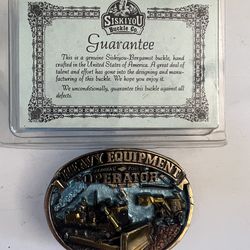 SISKIYOU
Buckle Co.
Guarantee
This is a genuine Siskiyou-Bergamot buckle, hand
crafted in the United States of America. A great deal of
talent and effort has gone into the designing and manu-
facturing of this buckle. We hope you enjoy it.
We unconditionally, guarantee this buckle against all
defects.
HEAVY EQUIPMENT
OPERATOR